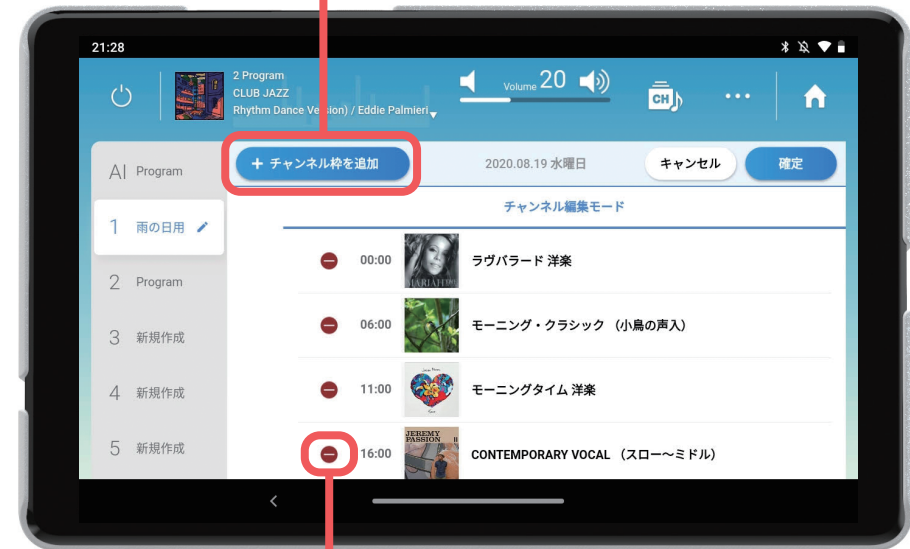 21:28
2 Program
CLUB JAZZ
Rhythm Dance Version) / Eddie Palmieri
Volume 20
CH
AI Program
+ チャンネル枠を追加
2020.08.19 水曜日
キャンセル
確定
1 雨の日用
チャンネル編集モード
2 Program
3 新規作成
4 新規作成
5 新規作成
00:00 ラヴバラード 洋楽
MARIAH
06:00 モーニング・クラシック （小鳥の声入）
11:00 モーニングタイム 洋楽
16:00 CONTEMPORARY VOCAL （スロー〜ミドル）
JEREMY
PASSION